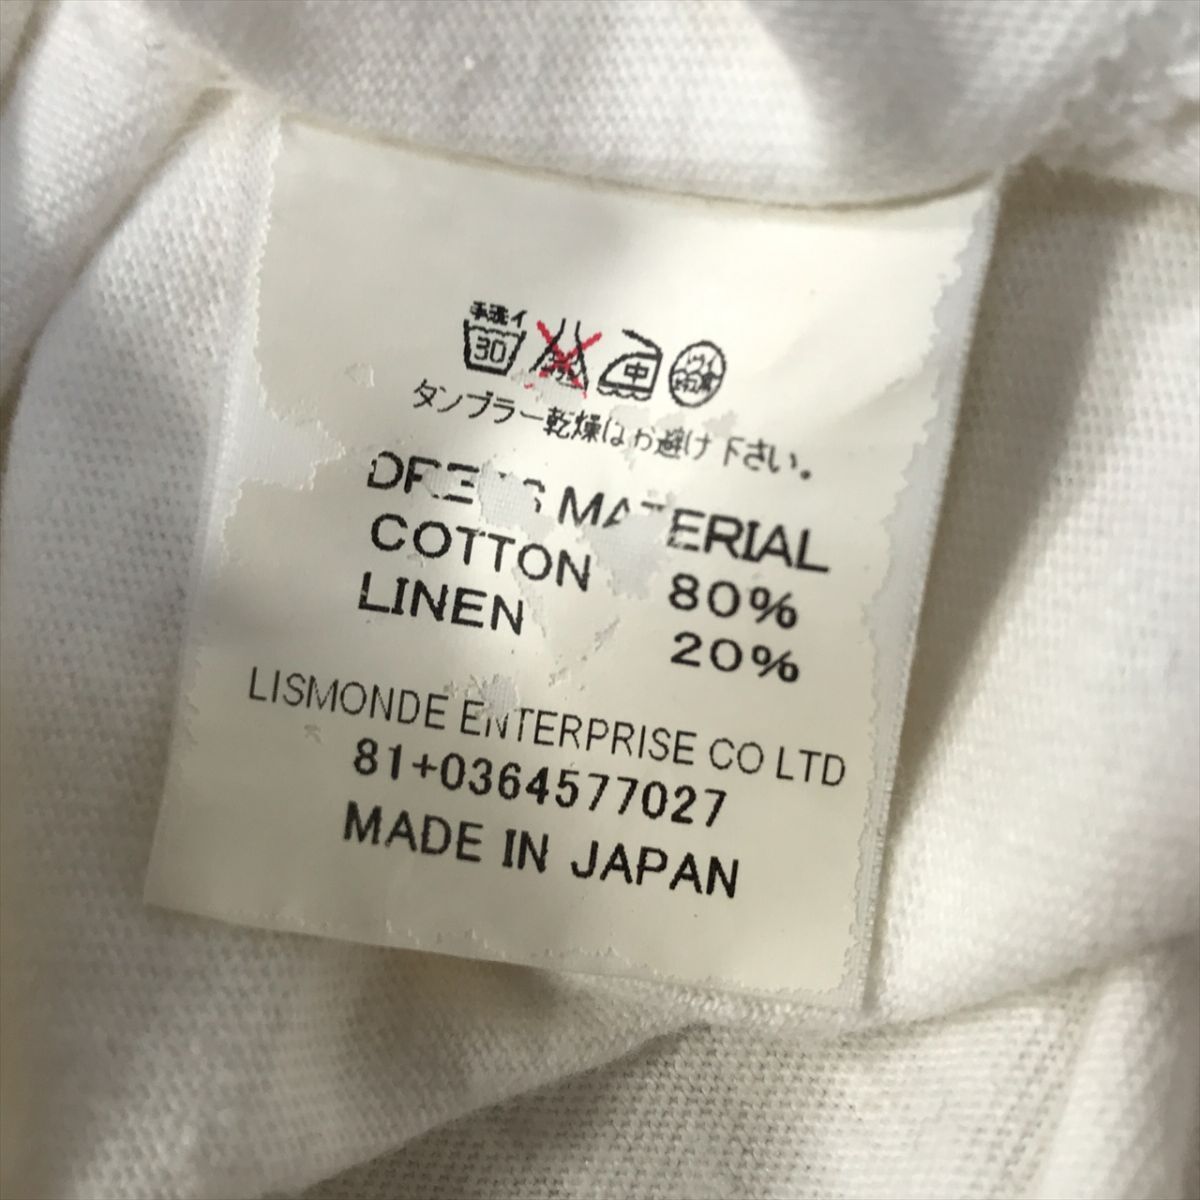 手洗イ
30 中
タンブラー乾燥はお避け下さい。
DRESS MATERIAL
COTTON 80%
LINEN 20%
LISMONDE ENTERPRISE CO LTD
81+0364577027
MADE IN JAPAN